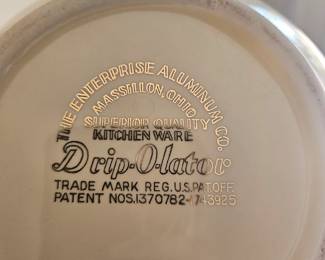 THE ENTERPRISE ALUMINUM CO.
MASSILLON, OHIO
SUPERIOR QUALITY
KITCHEN WARE
Drip-O-lator
TRADE MARK REG. U.S. PAT. OFF.
PATENT NOS. 1370782-1743925